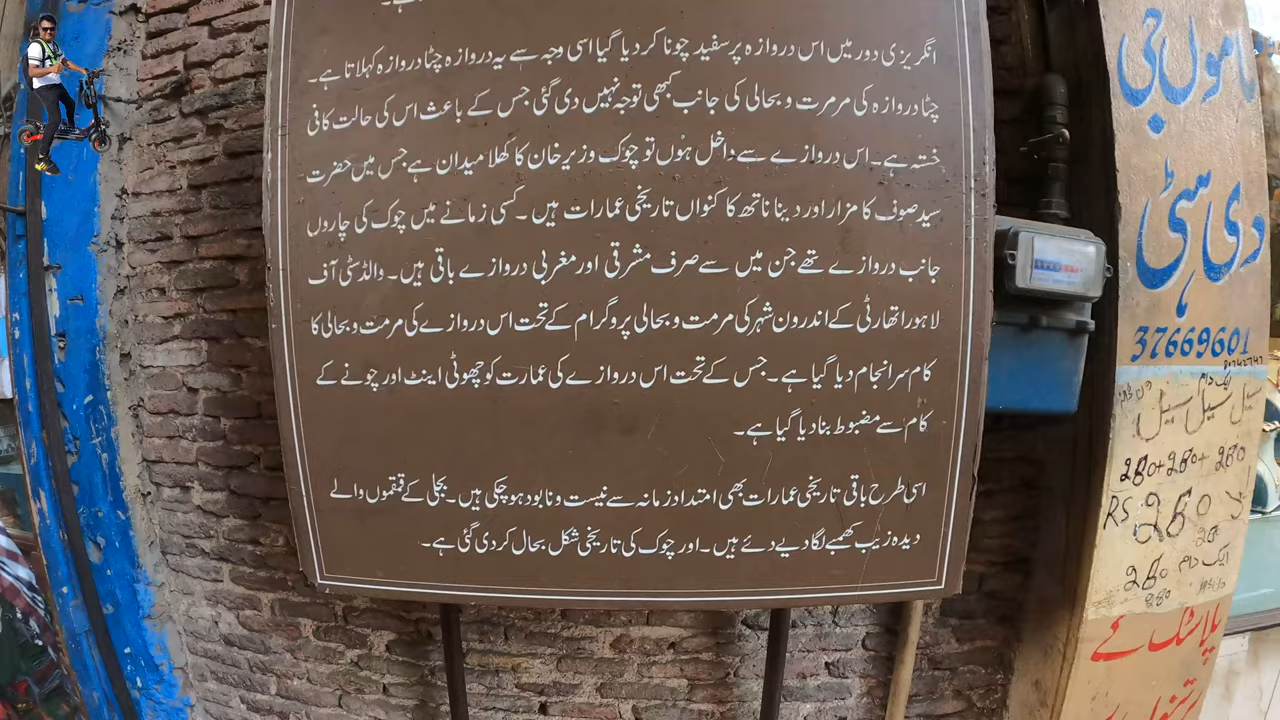 انگریزی دور میں اس دروازہ پر سفید چونا کر دیا گیا اسی وجہ سے یہ دروازہ چٹا دروازہ کہلاتا ہے۔
چٹا دروازہ کی مرمت و بحالی کی جانب کبھی توجہ نہیں دی گئی جس کے باعث اس کی حالت کافی
خستہ ہے۔ اس دروازے سے داخل ہوں تو چوک وزیر خان کا کھلا میدان ہے جس میں حضرت
سید صوف کا مزار اور دینا ناتھ کا کنواں تاریخی عمارات ہیں۔ کسی زمانے میں چوک کی چاروں
جانب دروازے تھے جن میں سے صرف مشرقی اور مغربی دروازے باقی ہیں۔ والڈ سٹی آف
لاہور اتھارٹی کے اندرون شہر کی مرمت و بحالی پروگرام کے تحت اس دروازے کی مرمت و بحالی کا
کام سرانجام دیا گیا ہے۔ جس کے تحت اس دروازے کی عمارت کو چھوٹی اینٹ اور چونے کے
کام سے مضبوط بنا دیا گیا ہے۔
اسی طرح باقی تاریخی عمارات بھی امتداد زمانہ سے نیست و نابود ہو چکی ہیں۔ بجلی کے قمقموں والے
دیدہ زیب کھمبے لگا دیے دئے ہیں۔ اور چوک کی تاریخی شکل بحال کر دی گئی ہے۔
ماموں جی
دی سٹی
37669601
ایک دام
سیل سیل سیل
280+280+280
RS 280
280
ایک دام
280
پلاسٹک کے